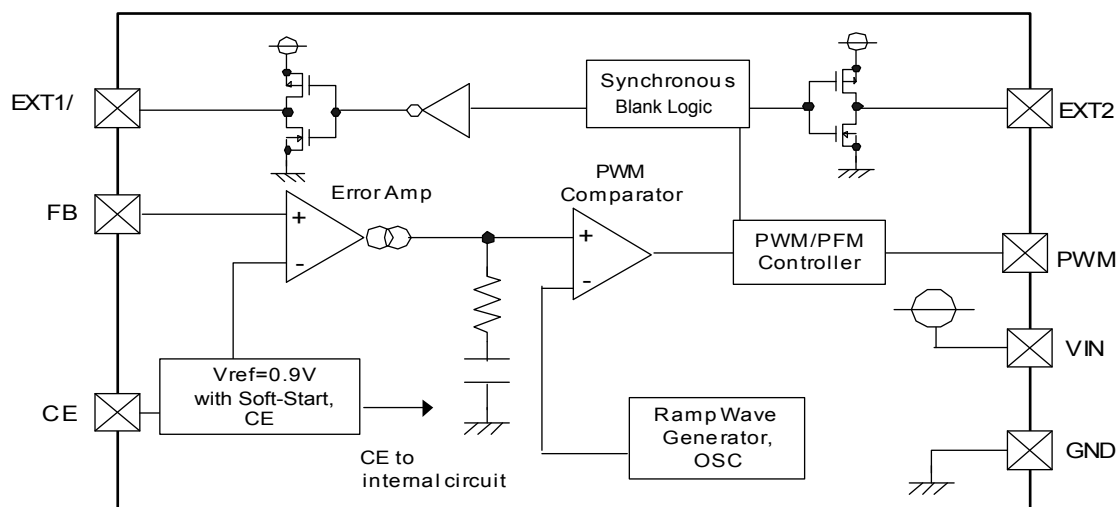 EXT1/
Synchronous
Blank Logic
EXT2
Error Amp
PWM
Comparator
FB
+
-
+
-
PWM/PFM
Controller
PWM
Vref=0.9V
with Soft-Start,
CE
CE
VIN
Ramp Wave
Generator,
OSC
GND
CE to
internal circuit